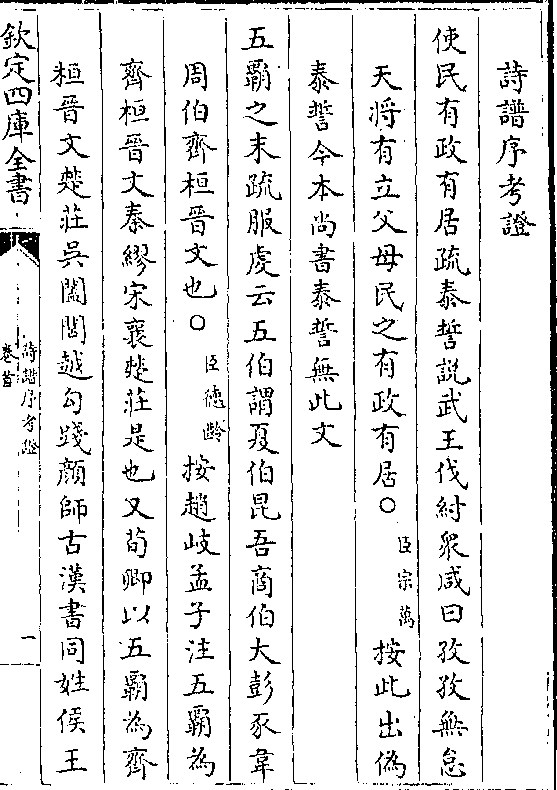 詩譜序考證
使民有政有居疏泰誓説武王伐紂衆咸曰孜孜無怠
天將有立父母民之有政有居○臣宗萬按此出偽
泰誓今本尚書泰誓無此文
五覇之末疏服虔云五伯謂夏伯昆吾商伯大彭豕韋
周伯齊桓晉文也○臣德齡按趙岐孟子注五覇為
齊桓晉文秦繆宋襄楚莊是也又荀卿以五覇為齊
桓晉文楚莊吳闔閭越勾踐顔師古漢書同姓侯王
欽定四庫全書
詩譜序考證
卷首
一